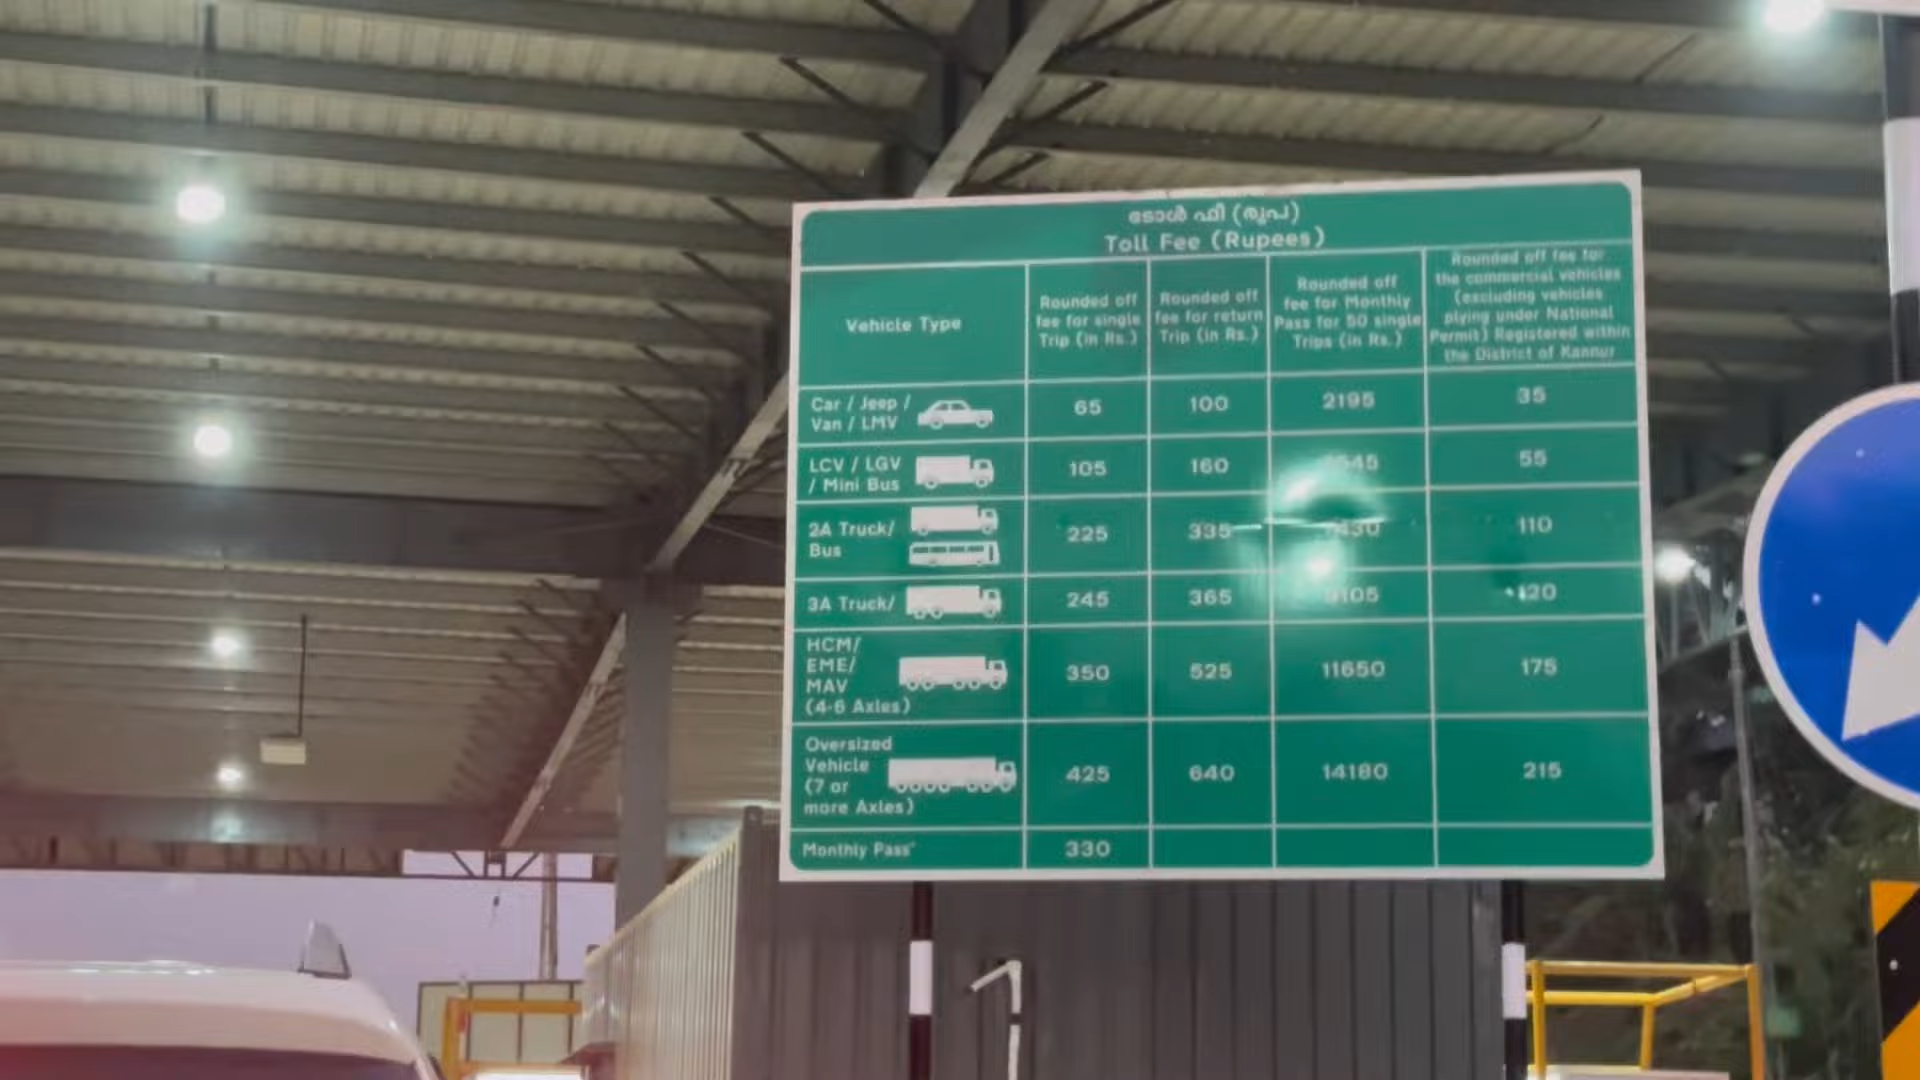 ടോൾ ഫീ (രൂപ)
Toll Fee (Rupees)
Vehicle Type
Rounded off
fee for single
Trip (in Rs.)
Rounded off
fee for return
Trip (in Rs.)
Rounded off
fee for Monthly
Pass for 50 single
Trips (in Rs.)
Rounded off fee for
the commercial vehicles
(excluding vehicles
plying under National
Permit) Registered within
the District of Kannur
Car / Jeep /
Van / LMV
65
100
2195
35
LCV / LGV
/ Mini Bus
105
160
55
2A Truck/
Bus
225
335
110
3A Truck/
245
365
120
HCM/
EME/
MAV
(4-6 Axles)
350
525
11650
175
Oversized
Vehicle
(7 or
more Axles)
425
640
14180
215
Monthly Pass*
330